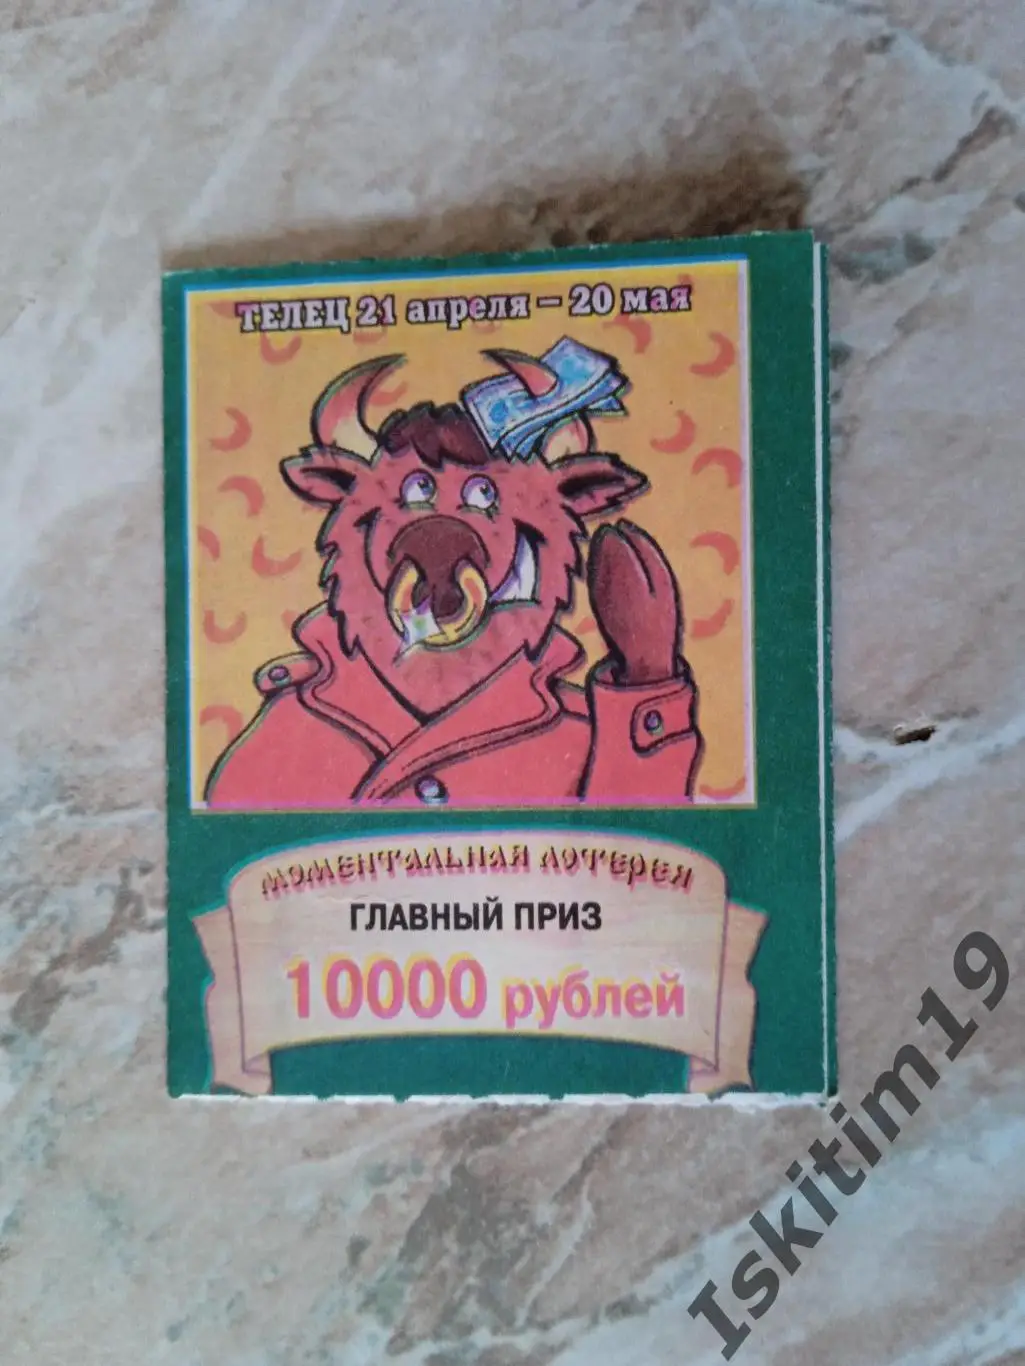 ТЕЛЕЦ 21 апреля – 20 мая
МОМЕНТАЛЬНАЯ ЛОТЕРЕЯ
ГЛАВНЫЙ ПРИЗ
10000 рублей
Iskitim19